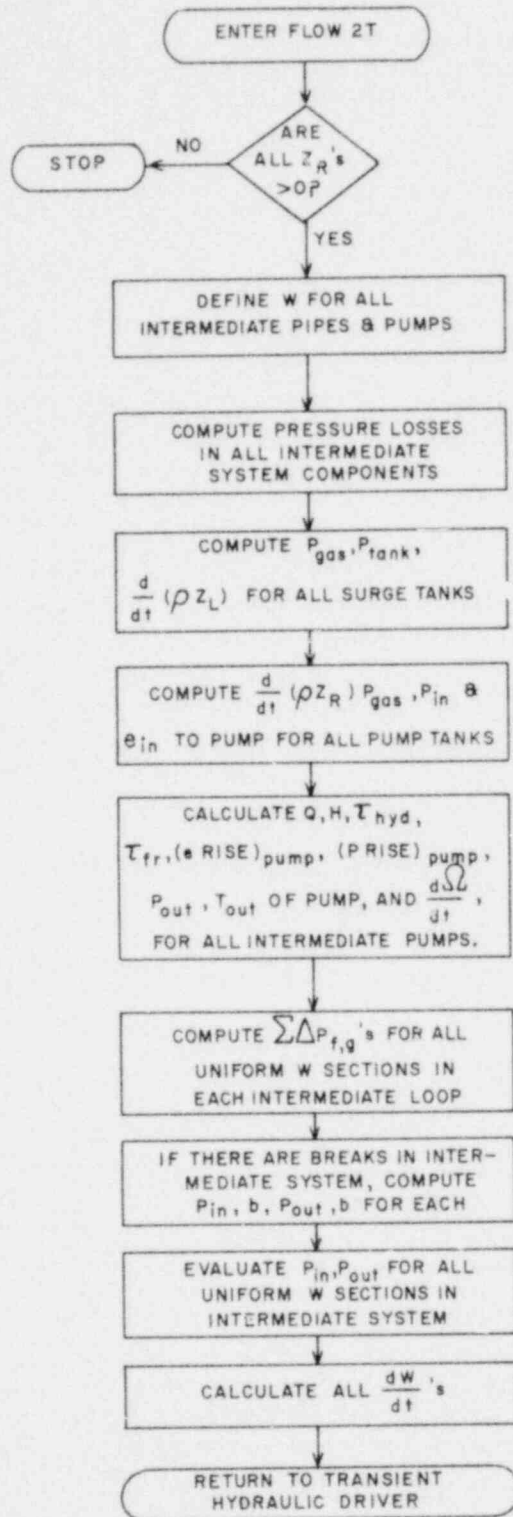 ENTER FLOW 2T
ARE
ALL Z_R's
>0?
NO
STOP
YES
DEFINE W FOR ALL
INTERMEDIATE PIPES & PUMPS
COMPUTE PRESSURE LOSSES
IN ALL INTERMEDIATE
SYSTEM COMPONENTS
COMPUTE P_gas, P_tank,
d/dt (ρ Z_L) FOR ALL SURGE TANKS
COMPUTE d/dt (ρ Z_R) P_gas, P_in &
e_in TO PUMP FOR ALL PUMP TANKS
CALCULATE Q, H, τ_hyd,
τ_fr, (e RISE)_pump, (P RISE)_pump,
P_out, T_out OF PUMP, AND dΩ/dt,
FOR ALL INTERMEDIATE PUMPS.
COMPUTE ΣΔP_f,g's FOR ALL
UNIFORM W SECTIONS IN
EACH INTERMEDIATE LOOP
IF THERE ARE BREAKS IN INTER-
MEDIATE SYSTEM, COMPUTE
P_in, b, P_out, b FOR EACH
EVALUATE P_in, P_out FOR ALL
UNIFORM W SECTIONS IN
INTERMEDIATE SYSTEM
CALCULATE ALL dW/dt's
RETURN TO TRANSIENT
HYDRAULIC DRIVER